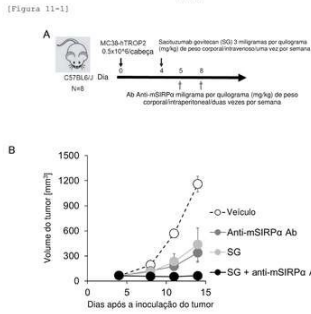 [Figura 11-1]
A
MC38-hTROP2
0.5x10^6/cabeça
Sacituzumab govitecan (SG) 3 miligramas por quilograma
(mg/kg) de peso corporal/intravenoso/uma vez por semana
C57BL6/J
N=8
Dia
0
4
5
8
Ab Anti-mSIRPα miligrama por quilograma (mg/kg) de peso
corporal/intraperitoneal/duas vezes por semana
B
Volume do tumor [mm³]
1500
1200
900
600
300
0
Veículo
Anti-mSIRPα Ab
SG
SG + anti-mSIRPα A
0
5
10
15
Dias após a inoculação do tumor